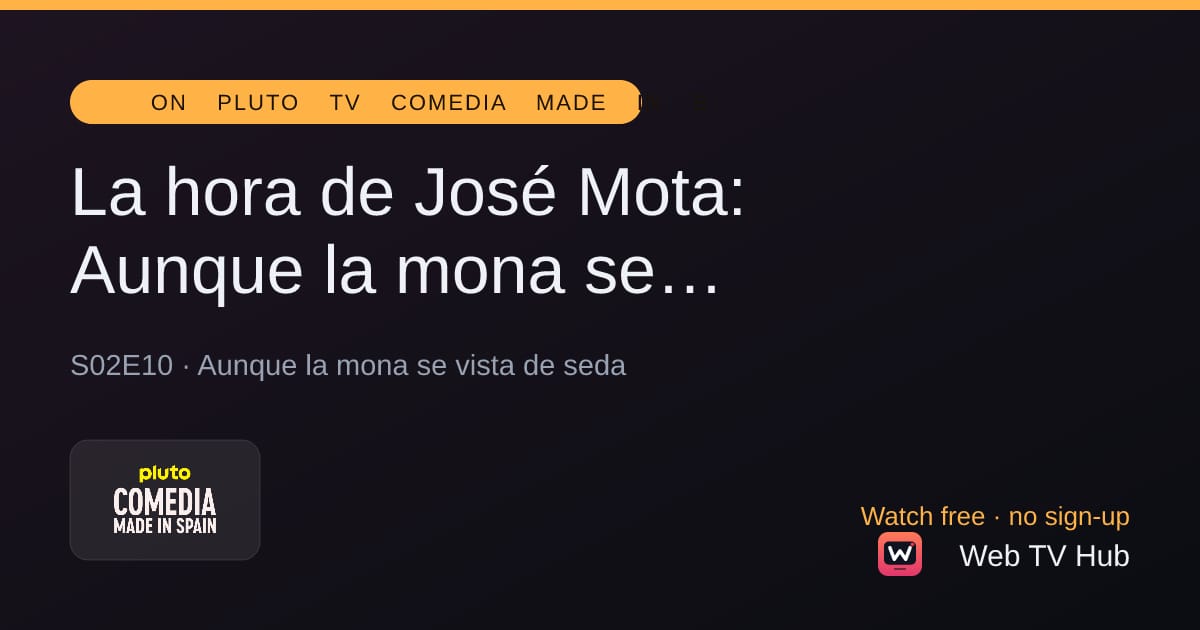 ON PLUTO TV COMEDIA MADE
La hora de José Mota:
Aunque la mona se…
S02E10 · Aunque la mona se vista de seda
pluto
COMEDIA
MADE IN SPAIN
Watch free · no sign-up
W
Web TV Hub